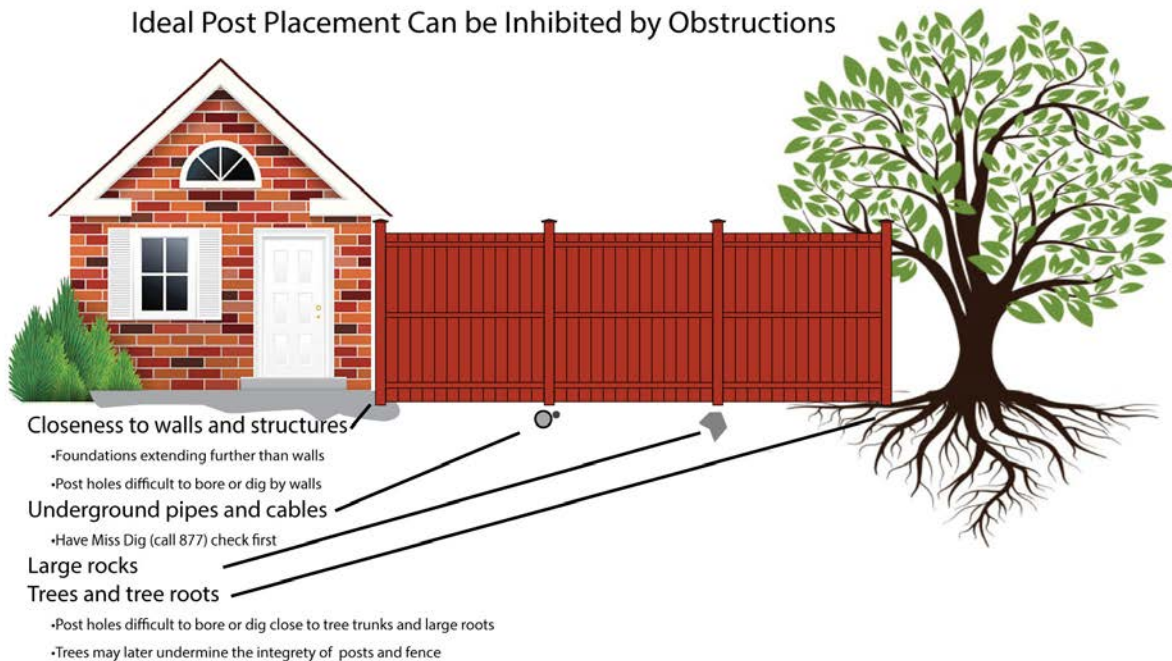 Ideal Post Placement Can be Inhibited by Obstructions
Closeness to walls and structures
•Foundations extending further than walls
•Post holes difficult to bore or dig by walls
Underground pipes and cables
•Have Miss Dig (call 877) check first
Large rocks
Trees and tree roots
•Post holes difficult to bore or dig close to tree trunks and large roots
•Trees may later undermine the integrety of posts and fence